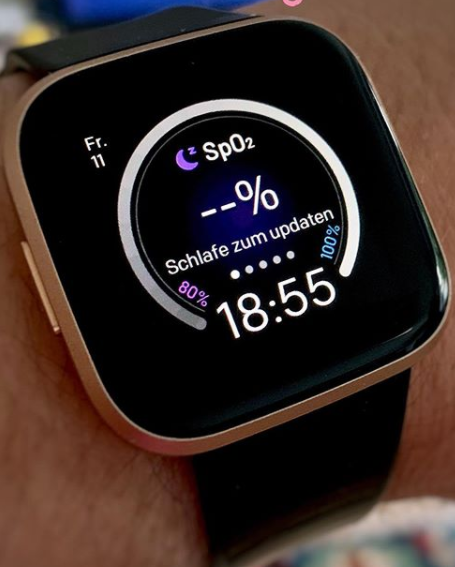 Fr.
11
z
SpO₂
--%
Schlafe zum updaten
80%
100%
18:55